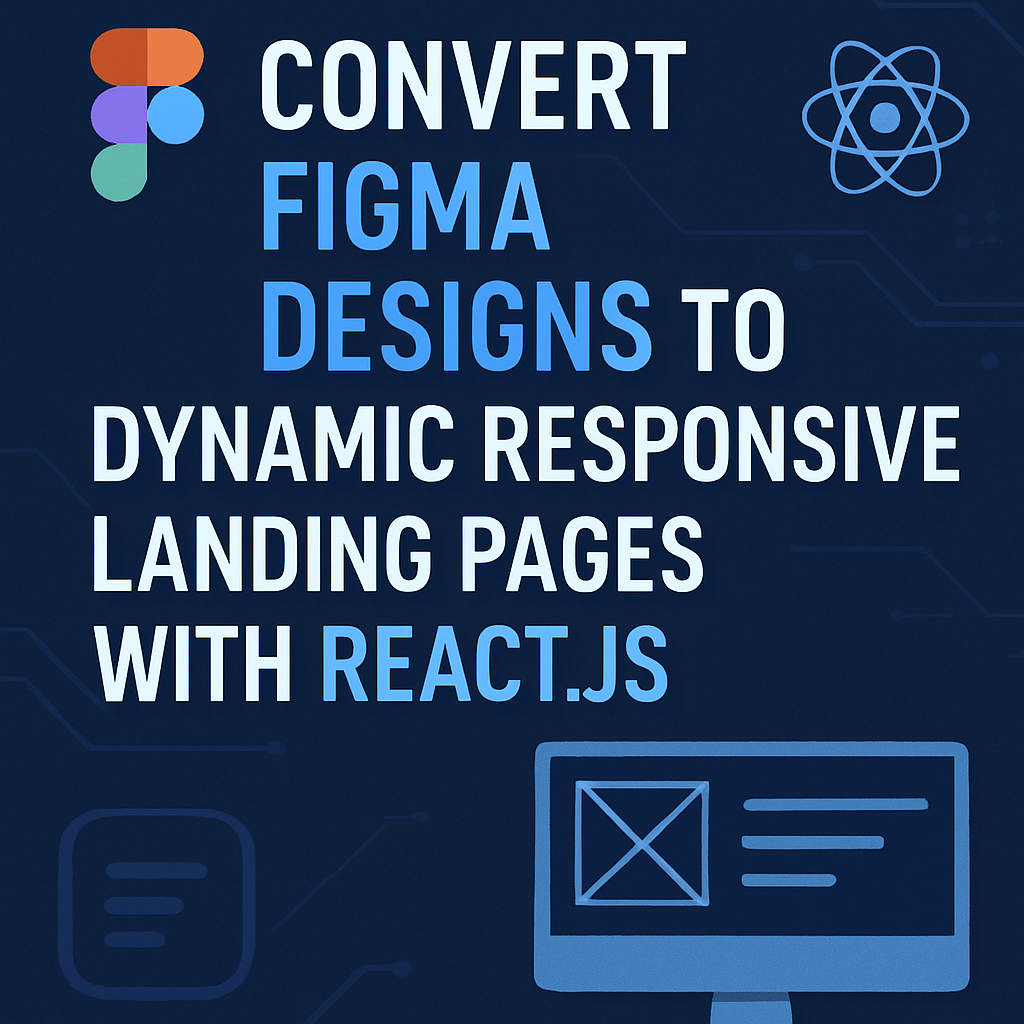 CONVERT
FIGMA
DESIGNS TO
DYNAMIC RESPONSIVE
LANDING PAGES
WITH REACT.JS